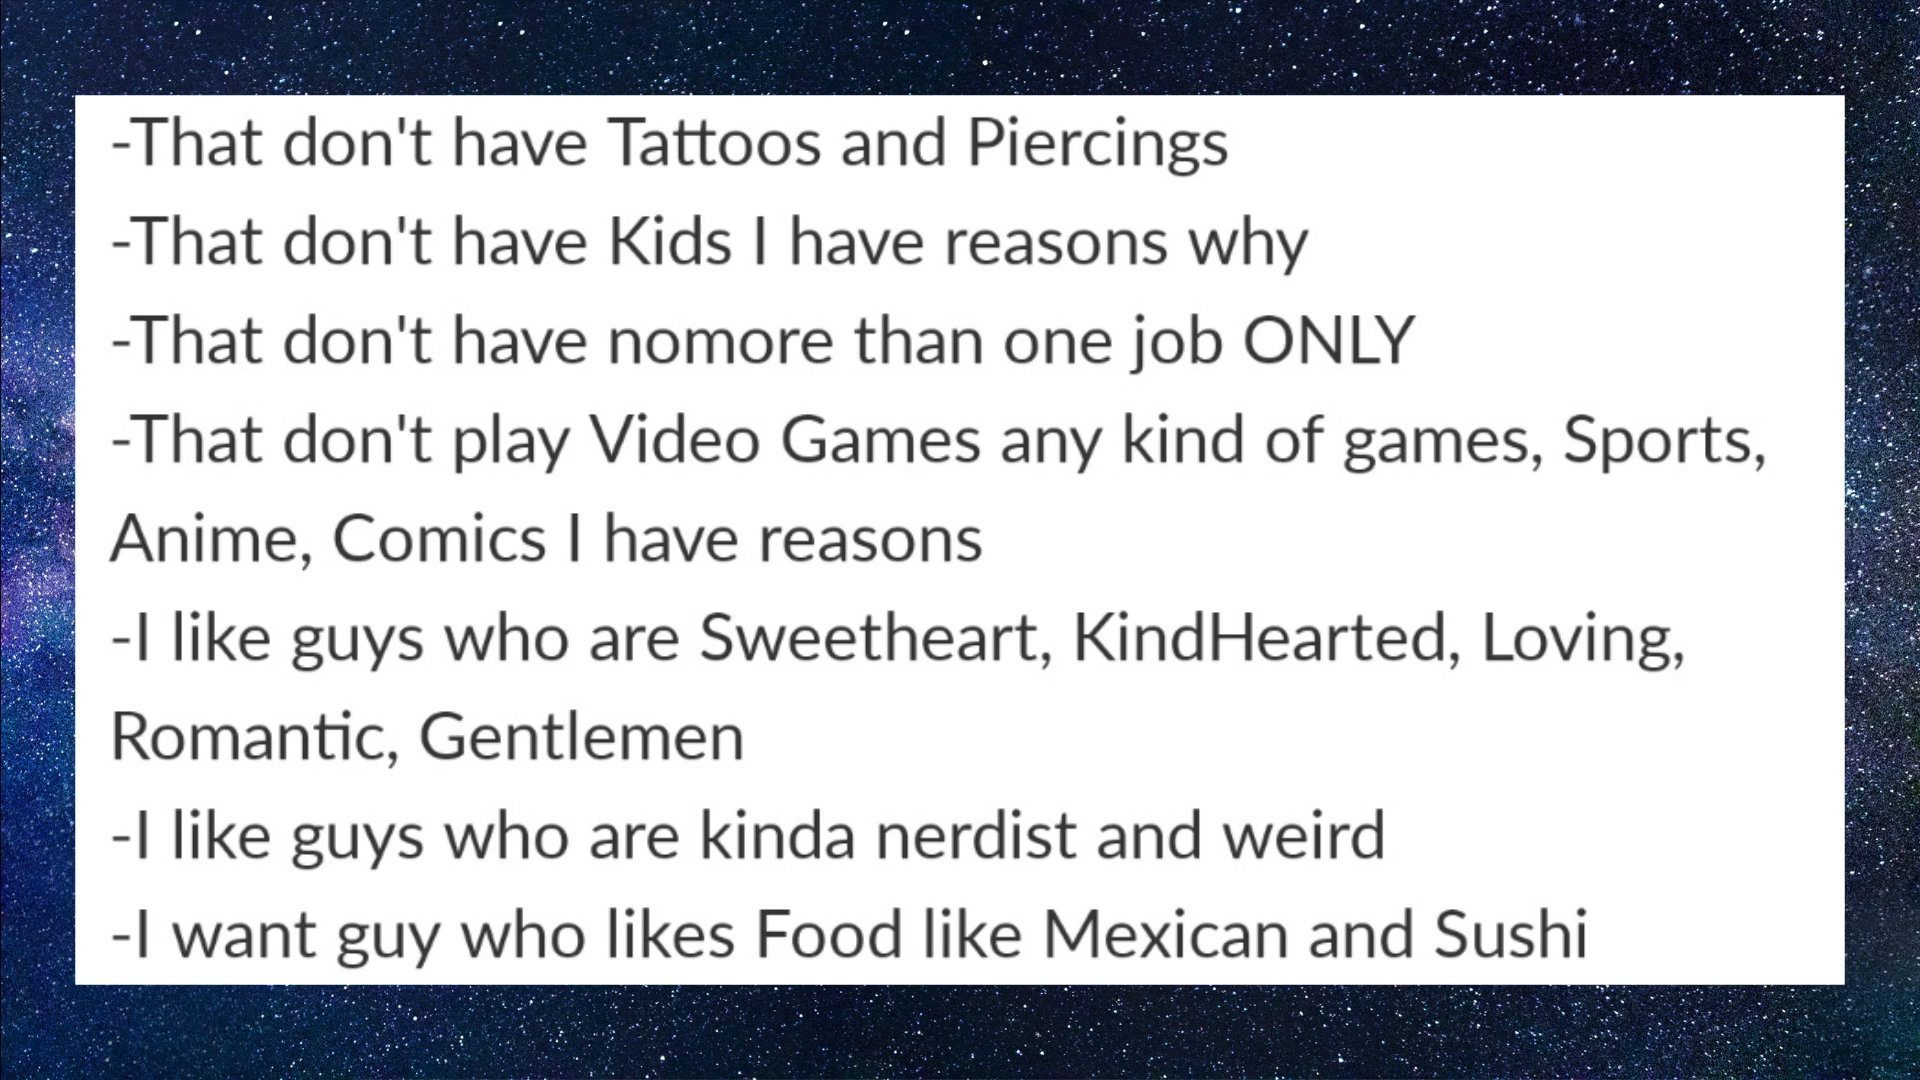 -That don't have Tattoos and Piercings
-That don't have Kids I have reasons why
-That don't have nomore than one job ONLY
-That don't play Video Games any kind of games, Sports,
Anime, Comics I have reasons
-I like guys who are Sweetheart, KindHearted, Loving,
Romantic, Gentlemen
-I like guys who are kinda nerdist and weird
-I want guy who likes Food like Mexican and Sushi